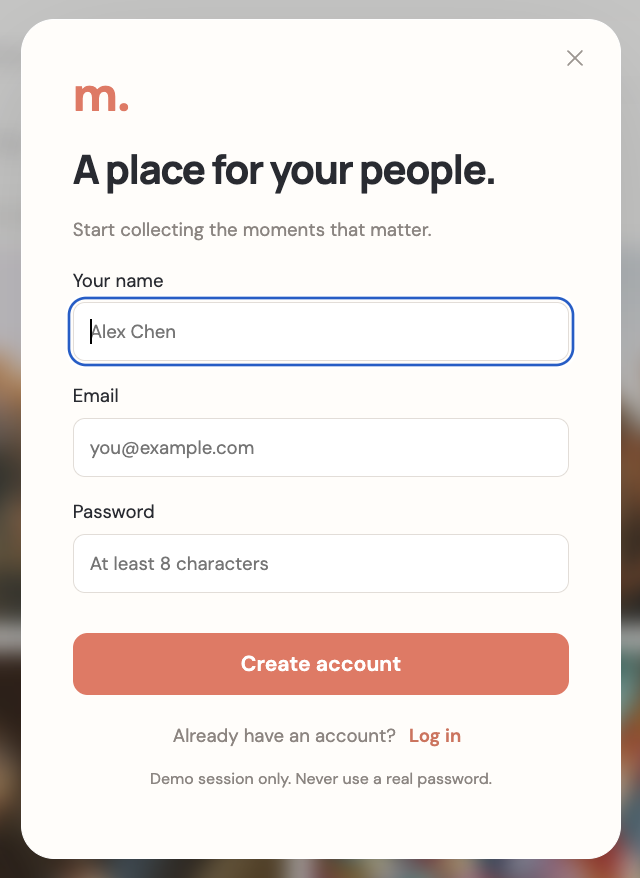 m.
A place for your people.
Start collecting the moments that matter.
Your name
Alex Chen
Email
you@example.com
Password
At least 8 characters
Create account
Already have an account? Log in
Demo session only. Never use a real password.